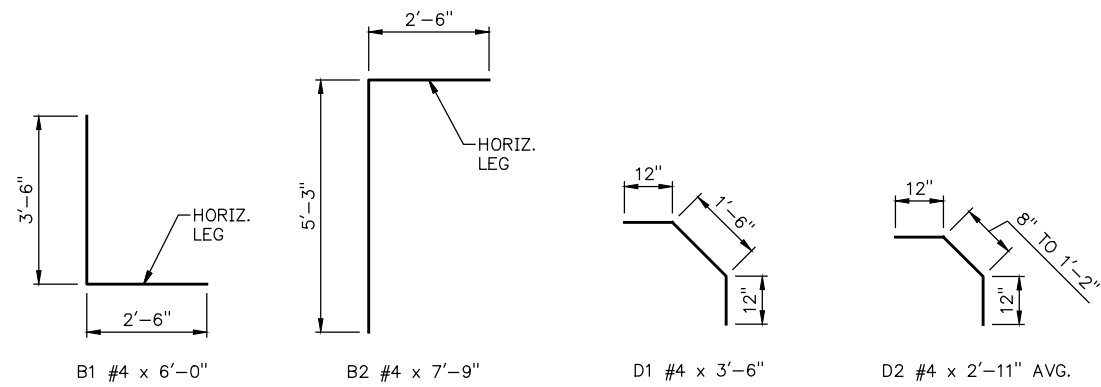 2'-6"
3'-6"
HORIZ.
LEG
2'-6"
B1 #4 x 6'-0"
5'-3"
HORIZ.
LEG
B2 #4 x 7'-9"
12"
1'-6"
12"
D1 #4 x 3'-6"
12"
8" TO 1'-2"
12"
D2 #4 x 2'-11" AVG.